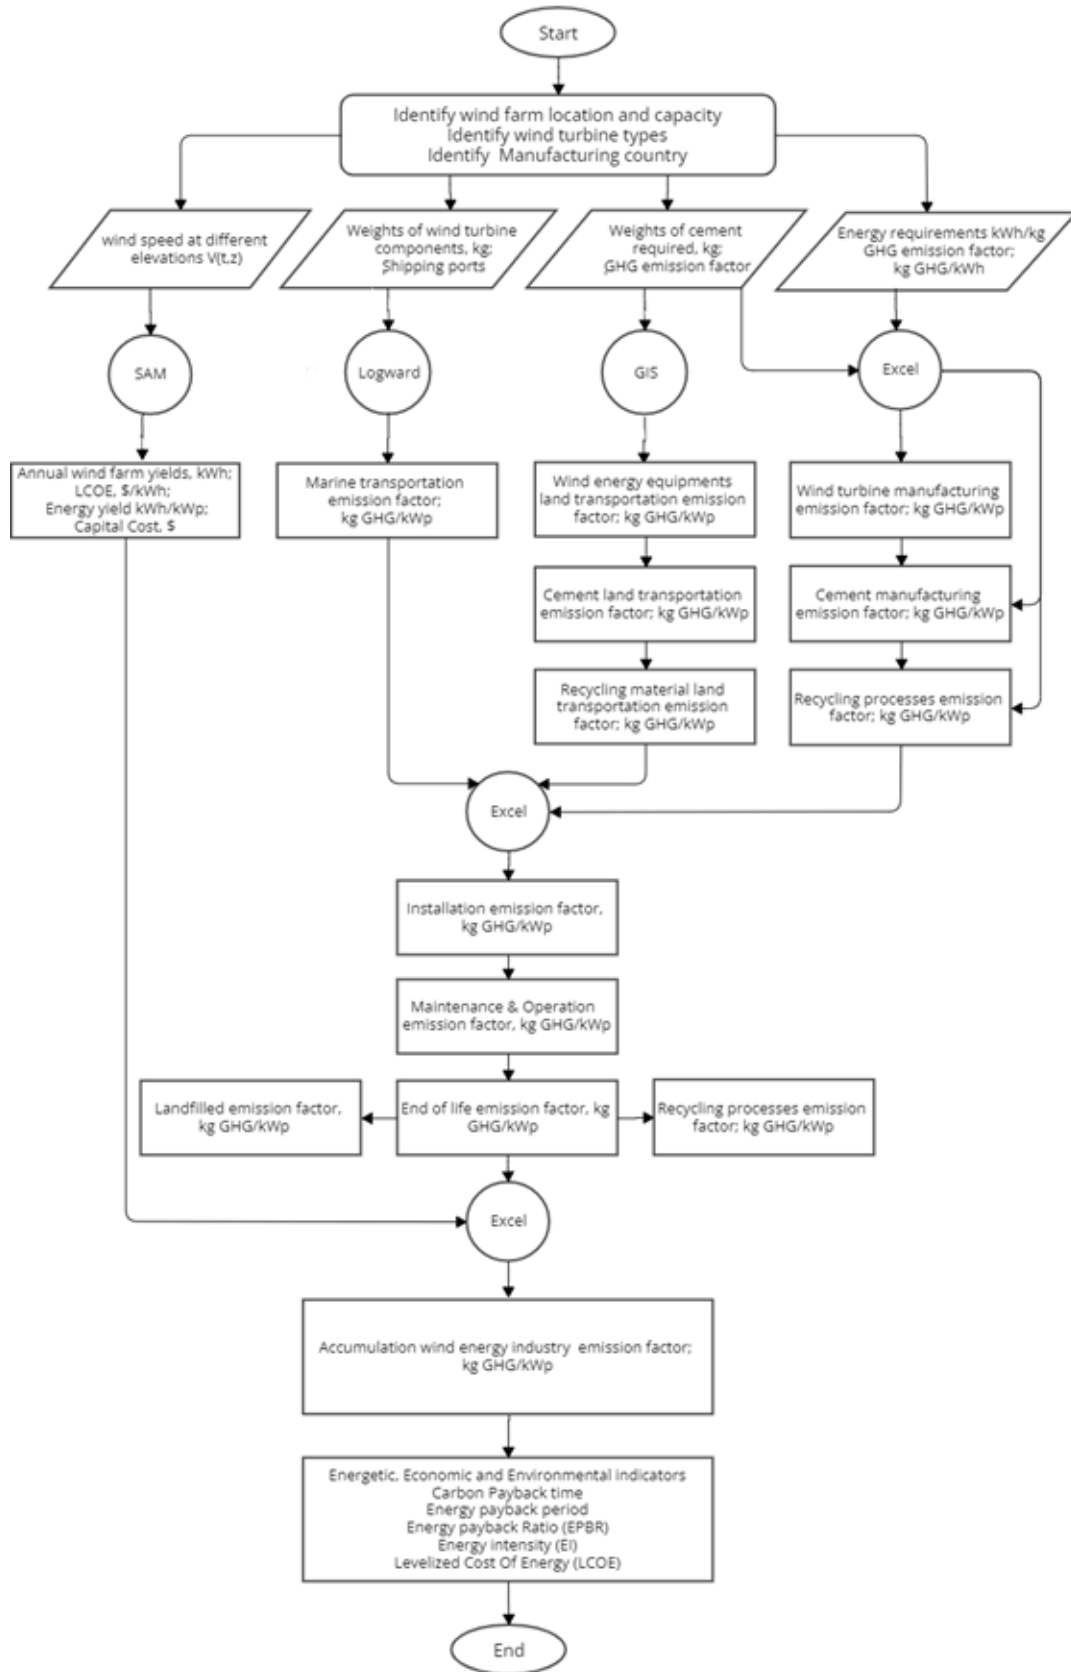 Start
Identify wind farm location and capacity
Identify wind turbine types
Identify Manufacturing country
wind speed at different
elevations V(t,z)
Weights of wind turbine
components, kg;
Shipping ports
Weights of cement
required, kg;
GHG emission factor
Energy requirements kWh/kg
GHG emission factor;
kg GHG/kWh
SAM
Logward
GIS
Excel
Annual wind farm yields, kWh;
LCOE, $/kWh;
Energy yield kWh/kWp;
Capital Cost, $
Marine transportation
emission factor;
kg GHG/kWp
Wind energy equipments
land transportation emission
factor; kg GHG/kWp
Wind turbine manufacturing
emission factor; kg GHG/kWp
Cement land transportation
emission factor; kg GHG/kWp
Cement manufacturing
emission factor; kg GHG/kWp
Recycling material land
transportation emission
factor; kg GHG/kWp
Recycling processes emission
factor; kg GHG/kWp
Excel
Installation emission factor,
kg GHG/kWp
Maintenance & Operation
emission factor, kg GHG/kWp
Landfilled emission factor,
kg GHG/kWp
End of life emission factor, kg
GHG/kWp
Recycling processes emission
factor; kg GHG/kWp
Excel
Accumulation wind energy industry emission factor;
kg GHG/kWp
Energetic, Economic and Environmental indicators
Carbon Payback time
Energy payback period
Energy payback Ratio (EPBR)
Energy intensity (EI)
Levelized Cost Of Energy (LCOE)
End